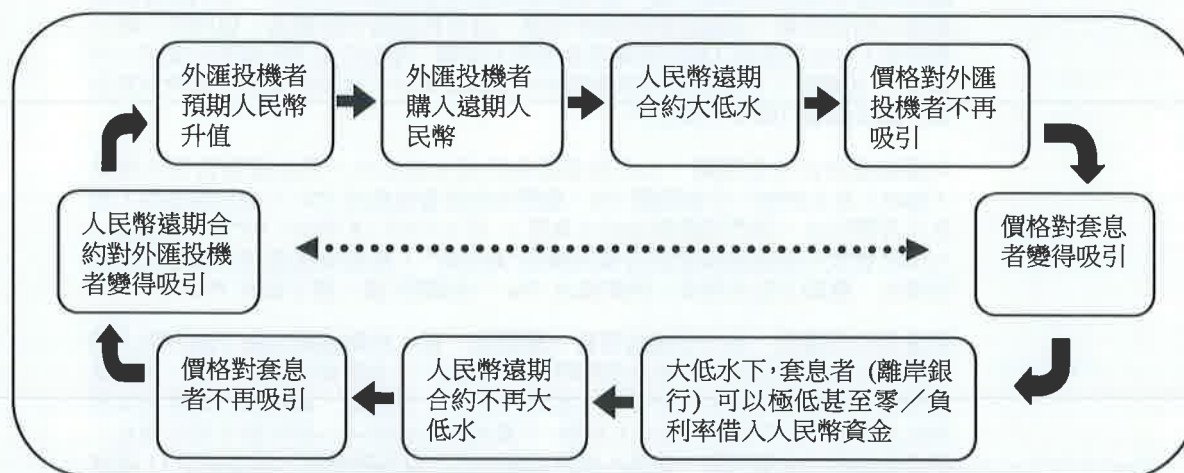 外匯投機者
預期人民幣
升值
外匯投機者
購入遠期人
民幣
人民幣遠期
合約大低水
價格對外匯
投機者不再
吸引
價格對套息
者變得吸引
大低水下，套息者 (離岸銀
行) 可以極低甚至零／負
利率借入人民幣資金
人民幣遠期
合約不再大
低水
價格對套息
者不再吸引
人民幣遠期合
約對外匯投機
者變得吸引